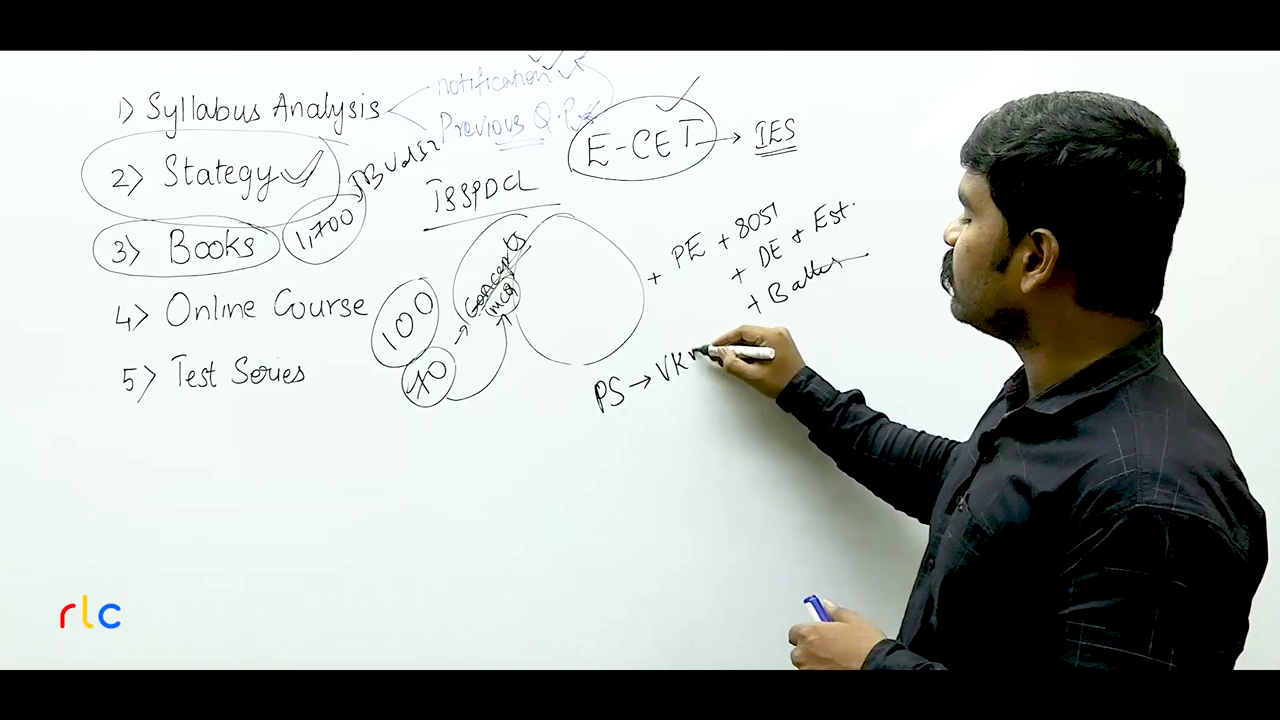 1) Syllabus Analysis
notification
Previous Q.P.
E-CET → IES
2) Stategy
JB
TSSPDCL
3) Books
1,700
Concepts
MCQ
+ PE + 8051
+ DE + Est.
+ Batter
4) Online Course
100
5) Test Series
70
PS → VK
rlc